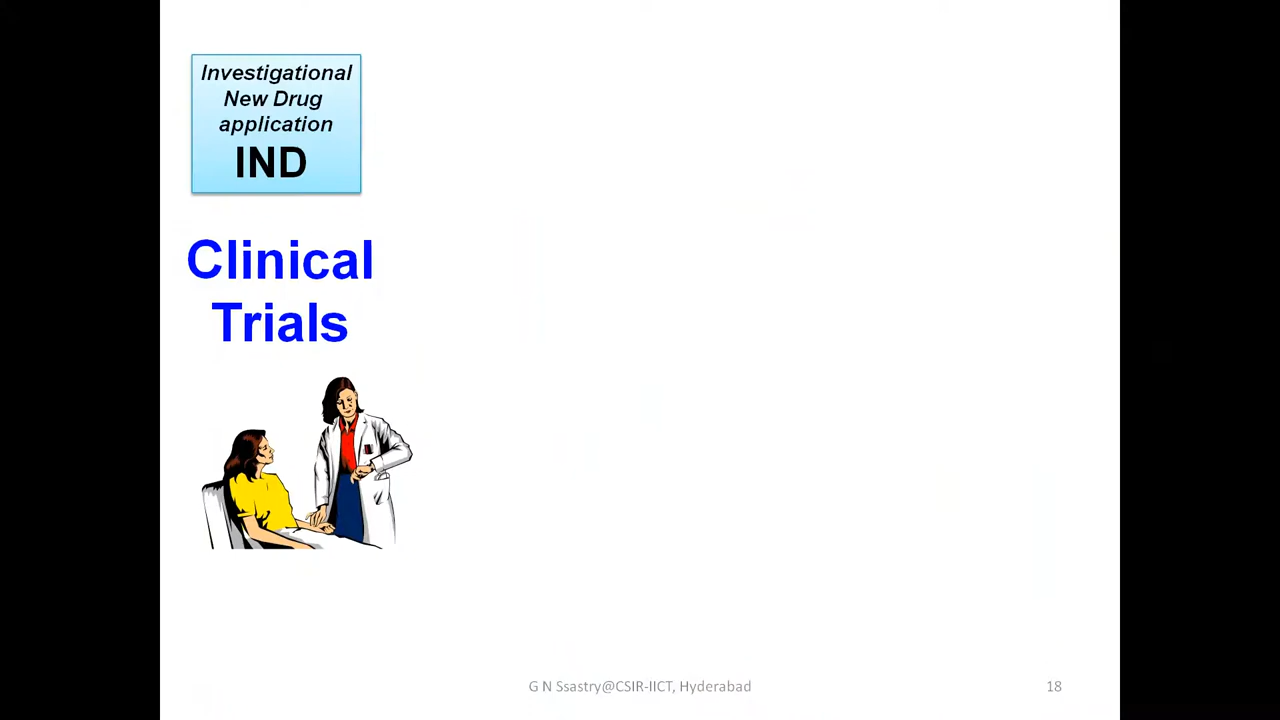 Investigational
New Drug
application
IND
Clinical
Trials
G N Ssastry@CSIR-IICT, Hyderabad
18